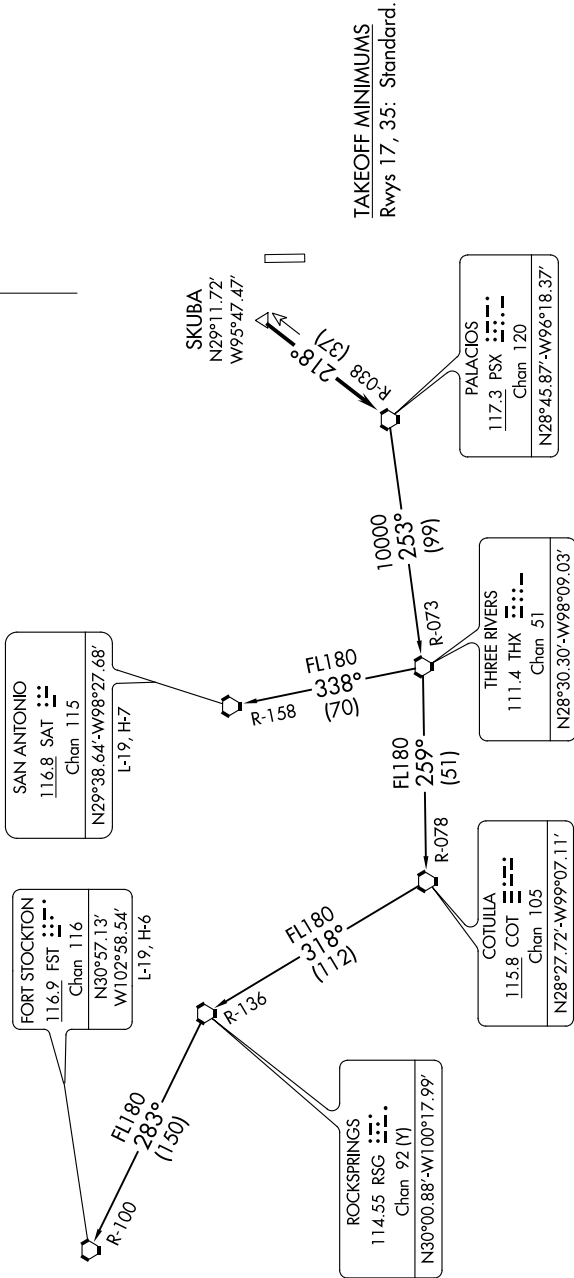 SKUBA
N29°11.72'
W95°47.47'
TAKEOFF MINIMUMS
Rwys 17, 35: Standard.
218°
(37)
R-038
PALACIOS
117.3 PSX
Chan 120
N28°45.87'-W96°18.37'
10000
253°
(99)
R-073
THREE RIVERS
111.4 THX
Chan 51
N28°30.30'-W98°09.03'
SAN ANTONIO
116.8 SAT
Chan 115
N29°38.64'-W98°27.68'
L-19, H-7
FL180
338°
(70)
R-158
FL180
259°
(51)
R-078
COTULLA
115.8 COT
Chan 105
N28°27.72'-W99°07.11'
FL180
318°
(112)
R-136
ROCKSPRINGS
114.55 RSG
Chan 92 (Y)
N30°00.88'-W100°17.99'
FL180
283°
(150)
R-100
FORT STOCKTON
116.9 FST
Chan 116
N30°57.13'
W102°58.54'
L-19, H-6